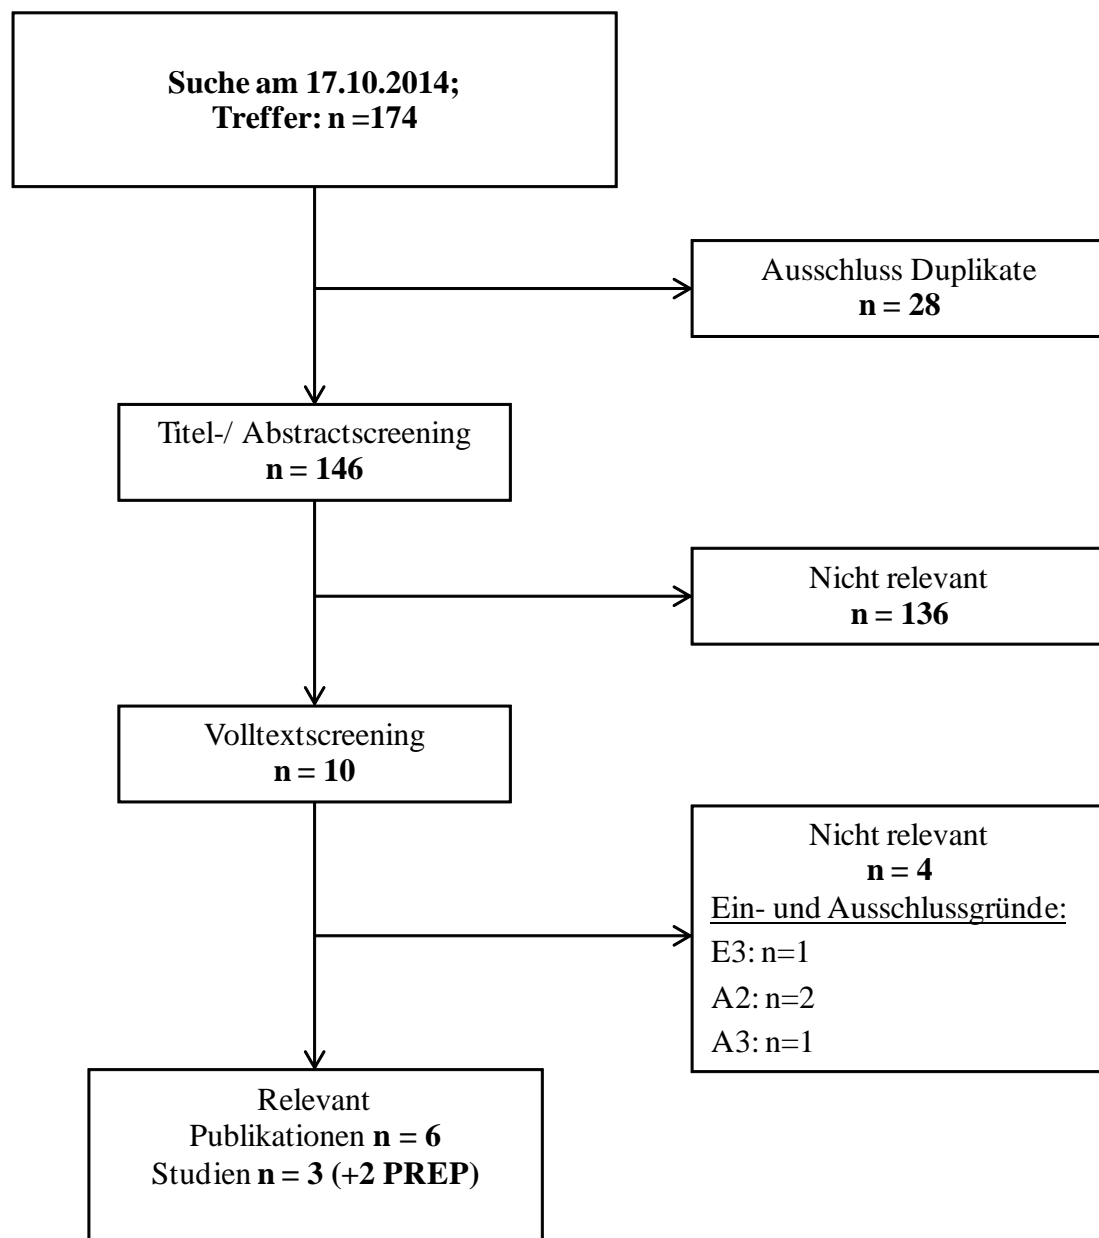 Suche am 17.10.2014;
Treffer: n =174
Ausschluss Duplikate
n = 28
Titel-/ Abstractscreening
n = 146
Nicht relevant
n = 136
Volltextscreening
n = 10
Nicht relevant
n = 4
Ein- und Ausschlussgründe:
E3: n=1
A2: n=2
A3: n=1
Relevant
Publikationen n = 6
Studien n = 3 (+2 PREP)